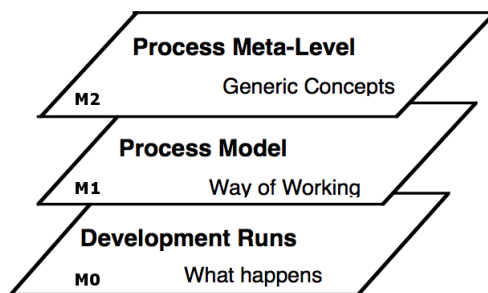 Process Meta-Level
Generic Concepts
M2
Process Model
M1 Way of Working
Development Runs
M0 What happens